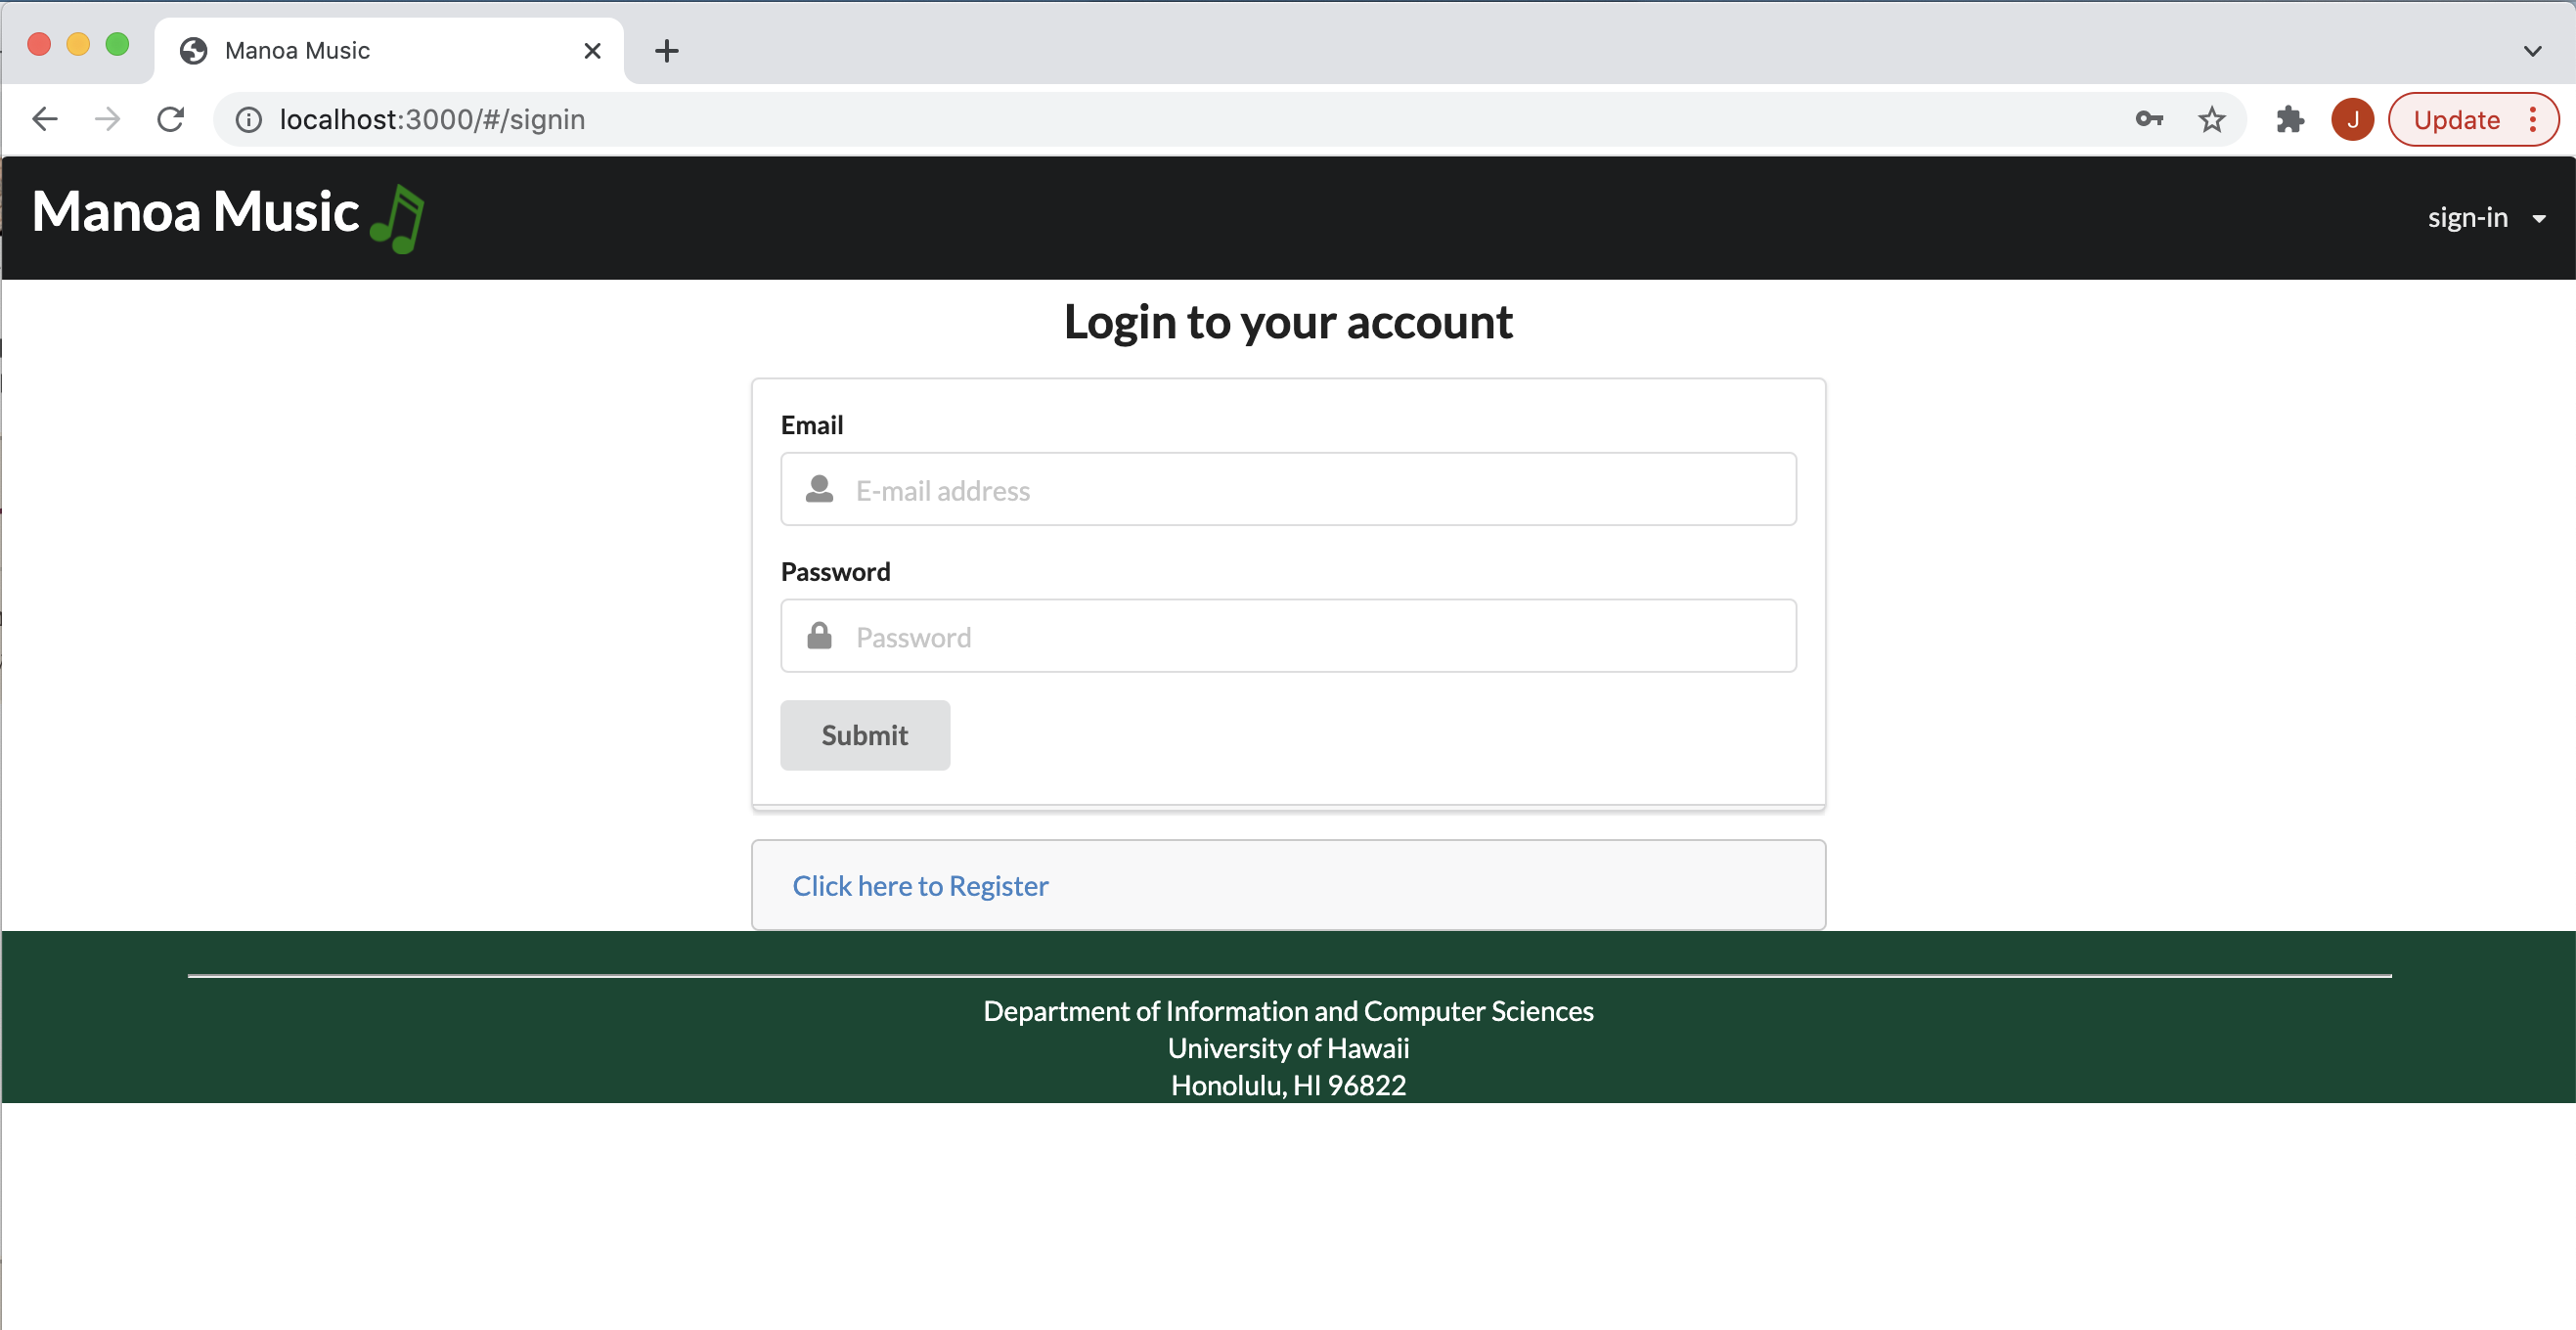 Manoa Music
localhost:3000/#/signin
J
Update
Manoa Music
sign-in
Login to your account
Email
E-mail address
Password
Password
Submit
Click here to Register
Department of Information and Computer Sciences
University of Hawaii
Honolulu, HI 96822